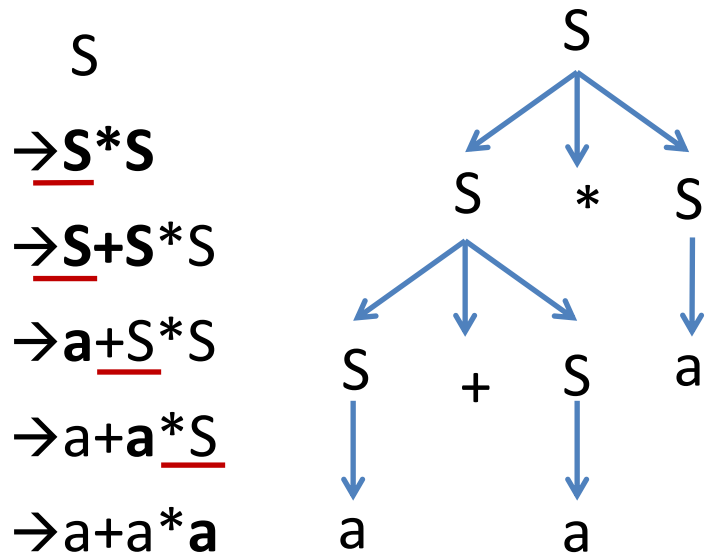 S
→S*S
→S+S*S
→a+S*S
→a+a*S
→a+a*a
S
S * S
S + S a
a a